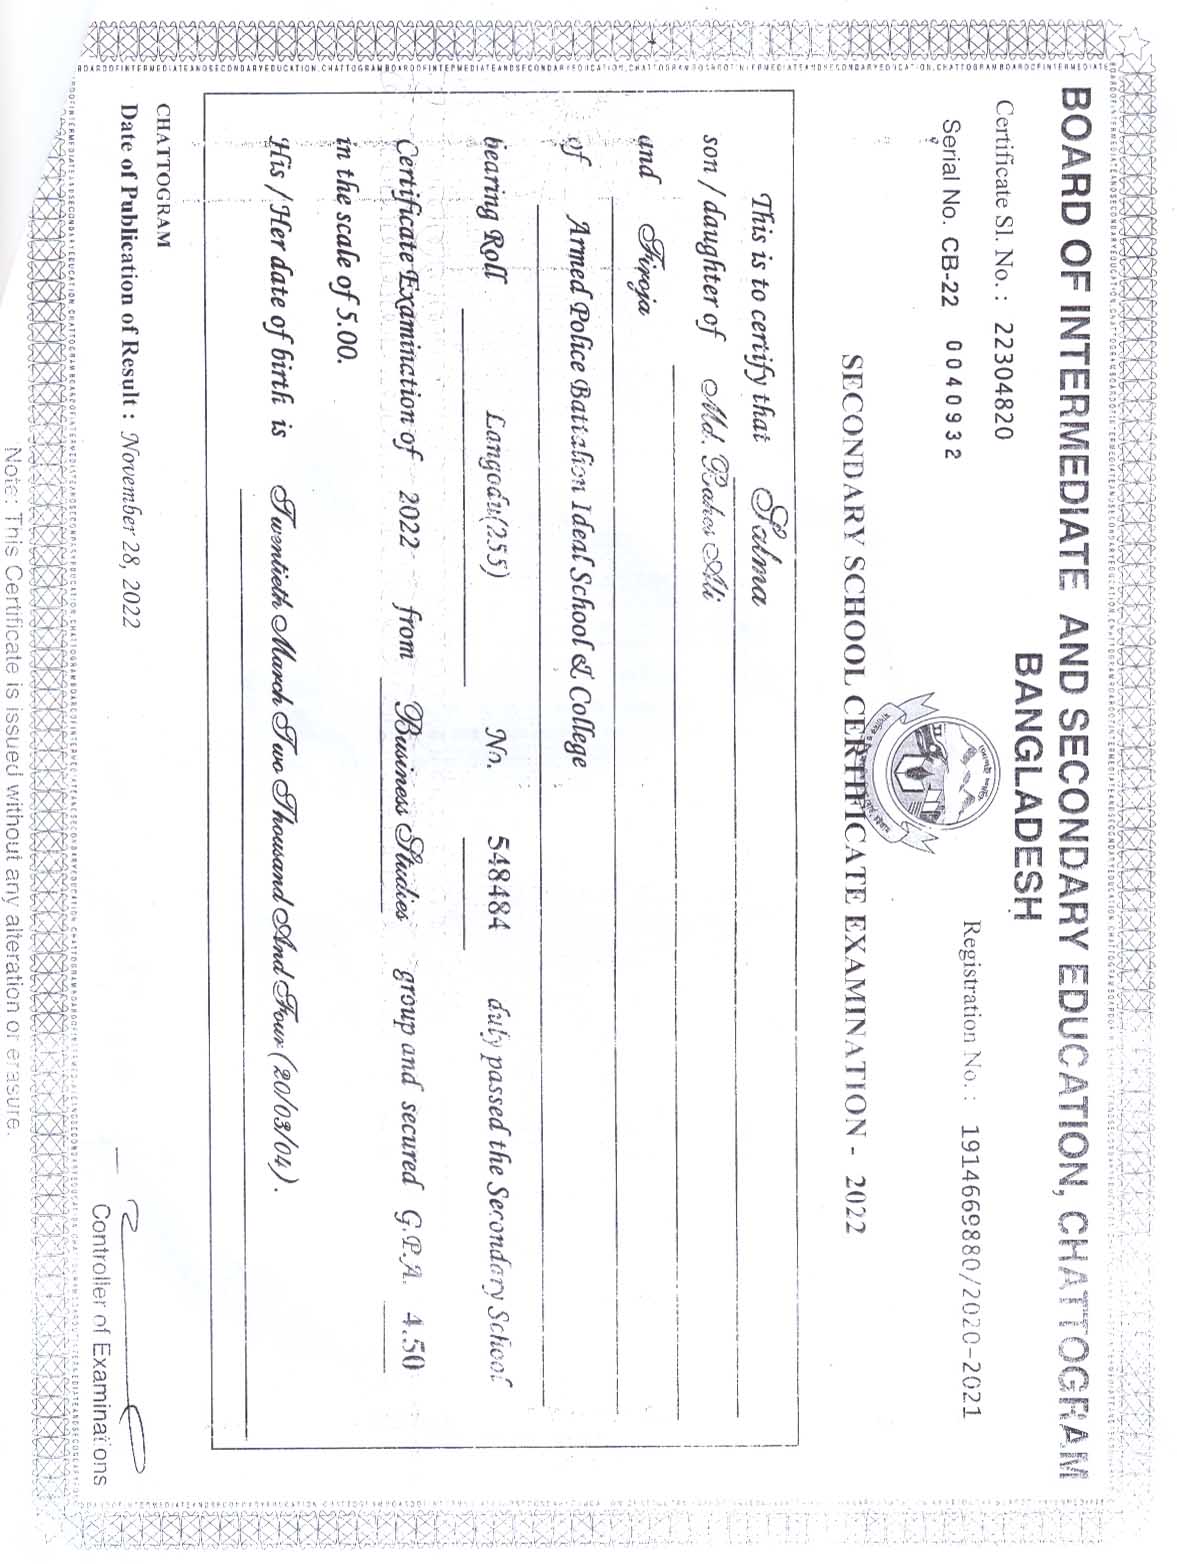 BOARD OF INTERMEDIATE AND SECONDARY EDUCATION, CHATTOGRAM
BANGLADESH
Certificate Sl. No. : 22304820
Registration No. : 1914669880/2020-2021
Serial No. CB-22 0040932
SECONDARY SCHOOL CERTIFICATE EXAMINATION - 2022
This is to certify that Salma
son / daughter of Md. Ali
and Firoja
of Armed Police Battalion Ideal School & College
bearing Roll Langodu(255) No. 548484 duly passed the Secondary School
Certificate Examination of 2022 from Business Studies group and secured G.P.A. 4.50
in the scale of 5.00.
His / Her date of birth is Twentieth March Two Thousand And Four (20/03/04).
CHATTOGRAM
Date of Publication of Result : November 28, 2022
Controller of Examinations
Note: This Certificate is issued without any alteration or erasure.